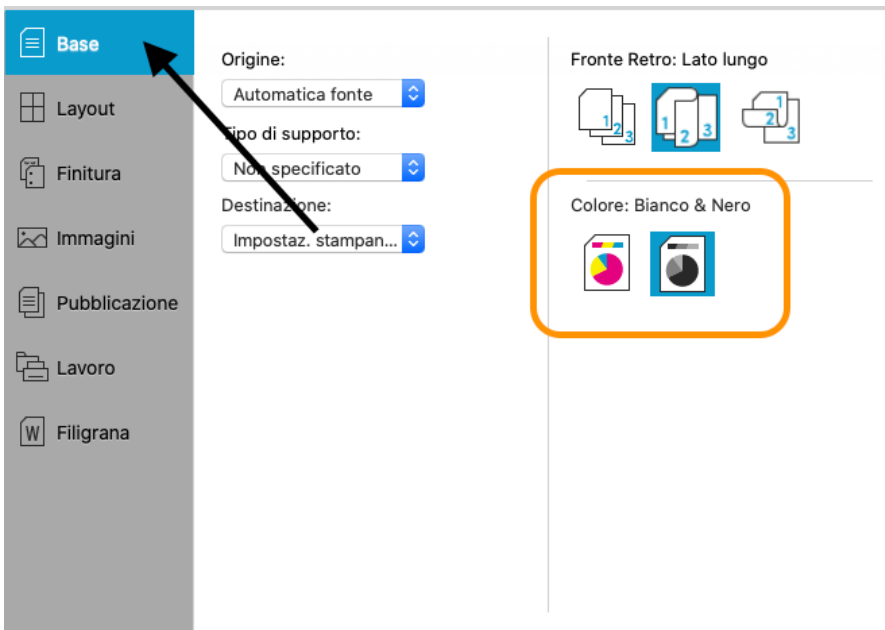 Base
Layout
Finitura
Immagini
Pubblicazione
Lavoro
W Filigrana
Origine:
Automatica fonte
Tipo di supporto:
Non specificato
Destinazione:
Impostaz. stampan...
Fronte Retro: Lato lungo
1 2 3
1 2 3
1 2 3
Colore: Bianco & Nero